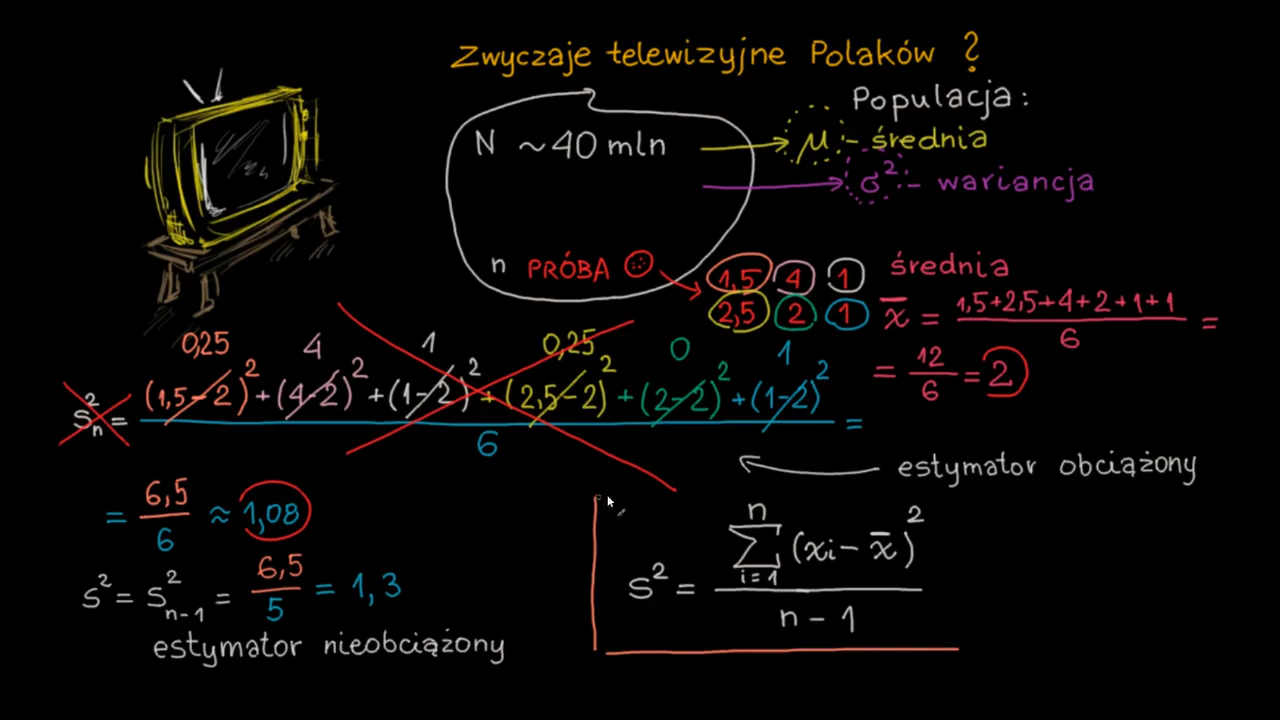 Zwyczaje telewizyjne Polaków ?
Populacja:
N ~40 mln
μ - średnia
σ² - wariancja
n PRÓBA
1,5 4 1
2,5 2 1
średnia
x̄ = (1,5+2,5+4+2+1+1)/6 =
= 12/6 = 2
0,25 4 1 0,25 0 1
s²ₙ = ((1,5-2)² + (4-2)² + (1-2)² + (2,5-2)² + (2-2)² + (1-2)²)/6 =
estymator obciążony
= 6,5/6 ≈ 1,08
s² = s²ₙ₋₁ = 6,5/5 = 1,3
estymator nieobciążony
s² = ∑ⁿᵢ₌₁ (xi - x̄)² / (n - 1)